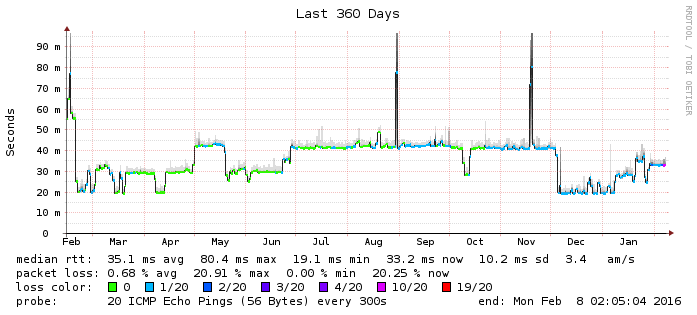 Last 360 Days
RRDTOOL / TOBI OETIKER
Seconds
90 m
80 m
70 m
60 m
50 m
40 m
30 m
20 m
10 m
0
Feb Mar Apr May Jun Jul Aug Sep Oct Nov Dec Jan
median rtt: 35.1 ms avg 80.4 ms max 19.1 ms min 33.2 ms now 10.2 ms sd 3.4 am/s
packet loss: 0.68 % avg 20.91 % max 0.00 % min 20.25 % now
loss color: 0 1/20 2/20 3/20 4/20 10/20 19/20
probe: 20 ICMP Echo Pings (56 Bytes) every 300s end: Mon Feb 8 02:05:04 2016